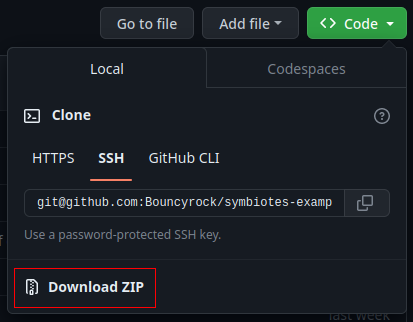 Go to file Add file Code
Local Codespaces
Clone
HTTPS SSH GitHub CLI
git@github.com:Bouncyrock/symbiotes-examp
Use a password-protected SSH key.
Download ZIP
last week